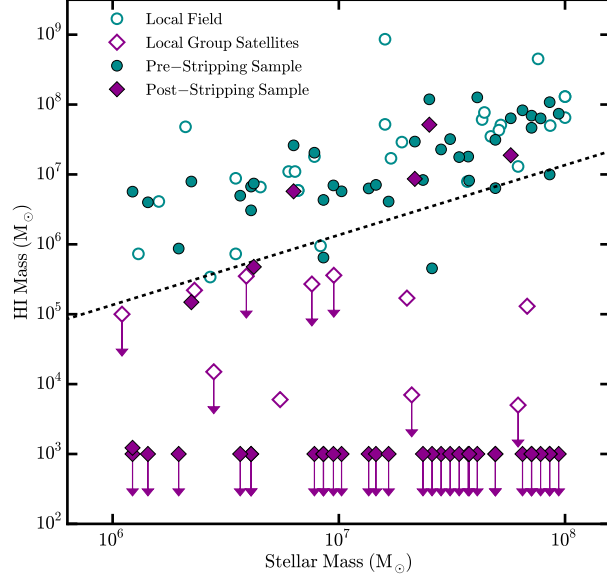 Local Field
Local Group Satellites
Pre−Stripping Sample
Post−Stripping Sample
HI Mass (M⊙)
10⁹
10⁸
10⁷
10⁶
10⁵
10⁴
10³
10²
10⁶ 10⁷ 10⁸
Stellar Mass (M⊙)